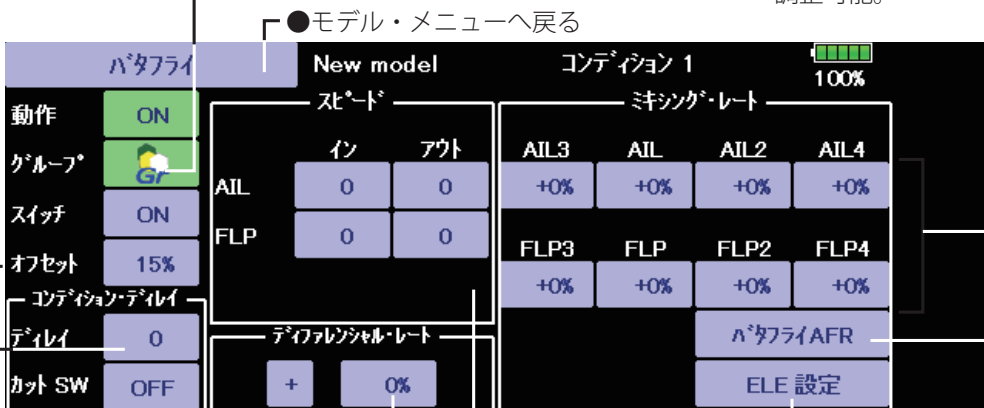 ●モデル・メニューへ戻る
バタフライ New model コンディション 1 100%
動作 ON
グループ Gr
スイッチ ON
オフセット 15%
コンディション・ディレイ
ディレイ 0
カット SW OFF
スピード
イン アウト
AIL 0 0
FLP 0 0
ディファレンシャル・レート
+ 0%
ミキシング・レート
AIL3 AIL AIL2 AIL4
+0% +0% +0% +0%
FLP3 FLP FLP2 FLP4
+0% +0% +0% +0%
バタフライAFR
ELE 設定